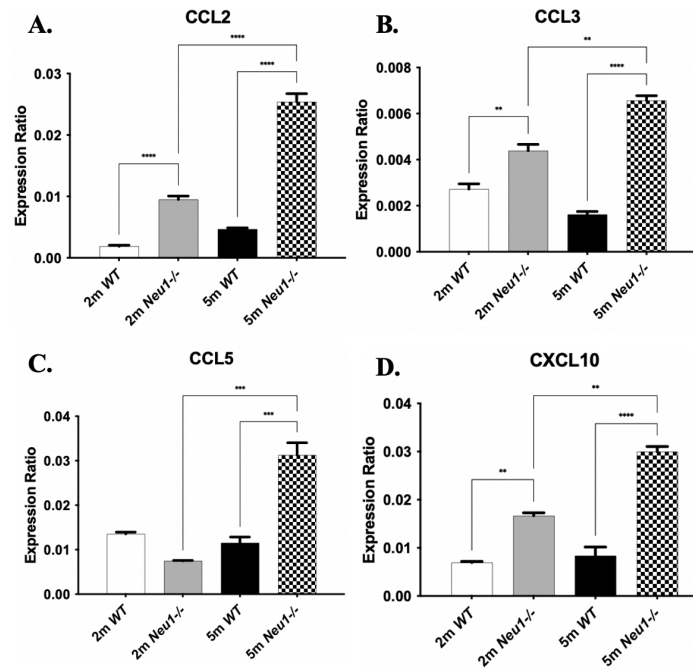 A.
CCL2
Expression Ratio
0.03
0.02
0.01
0.00
****
****
****
2m WT
2m Neu1-/-
5m WT
5m Neu1-/-
B.
CCL3
Expression Ratio
0.008
0.006
0.004
0.002
0.000
**
****
**
2m WT
2m Neu1-/-
5m WT
5m Neu1-/-
C.
CCL5
Expression Ratio
0.04
0.03
0.02
0.01
0.00
***
***
2m WT
2m Neu1-/-
5m WT
5m Neu1-/-
D.
CXCL10
Expression Ratio
0.04
0.03
0.02
0.01
0.00
**
****
**
2m WT
2m Neu1-/-
5m WT
5m Neu1-/-